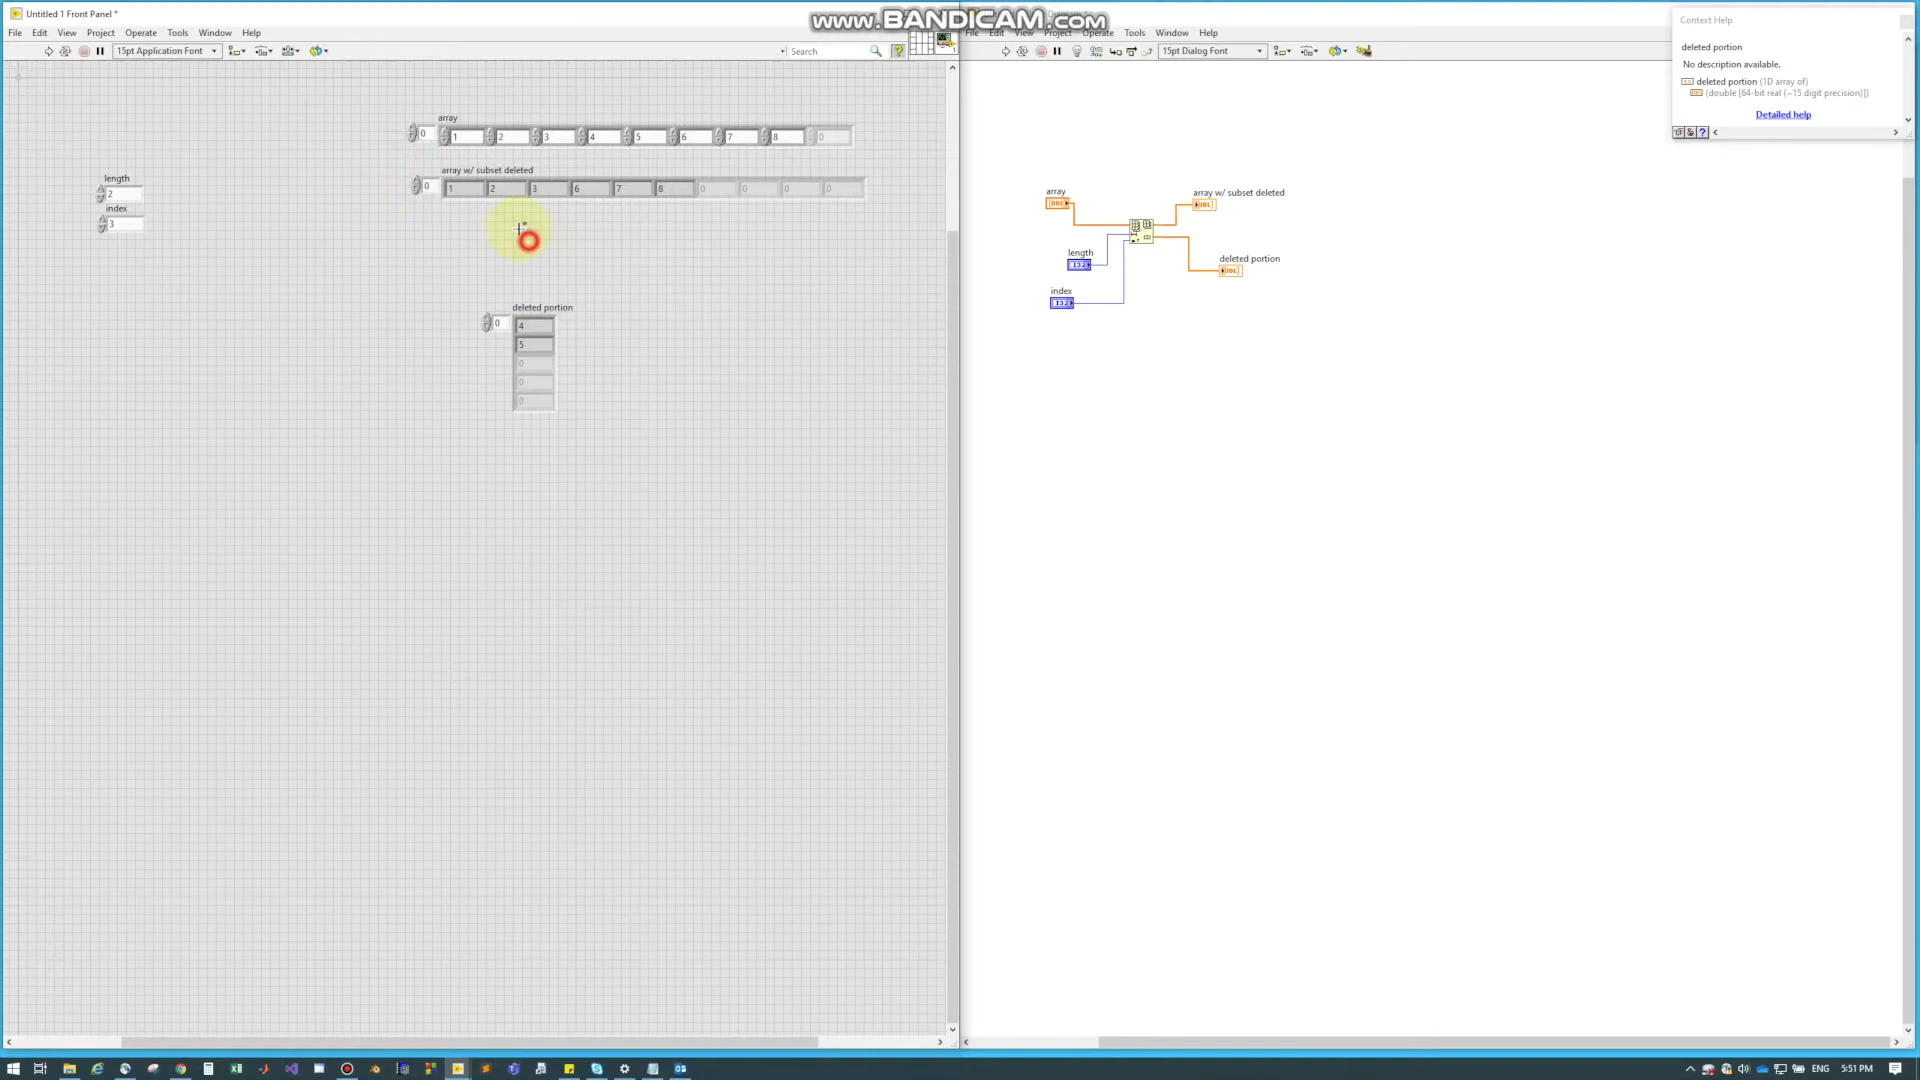 Untitled 1 Front Panel *
www.BANDICAM.com
File Edit View Project Operate Tools Window Help
15pt Application Font
Search
array
0 1 2 3 4 5 6 7 8 0
array w/ subset deleted
0 1 2 3 6 7 8 0 0 0 0
length
2
index
3
deleted portion
0 4
5
0
0
0
File Edit View Project Operate Tools Window Help
15pt Dialog Font
Context Help
deleted portion
No description available.
deleted portion (1D array of)
(double [64-bit real (~15 digit precision)])
Detailed help
array
DBL
array w/ subset deleted
DBL
length
I32
deleted portion
DBL
index
I32
ENG 5:51 PM